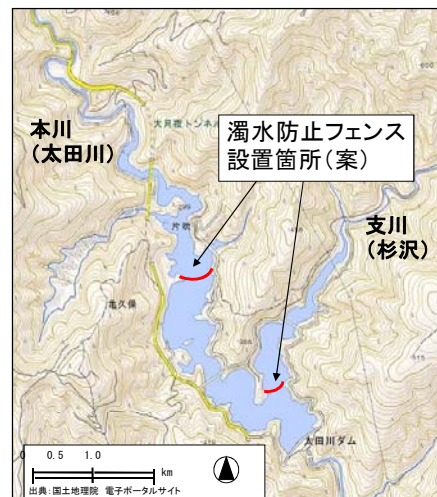 本川
(太田川)
大見夜トンネル
濁水防止フェンス
設置箇所(案)
支川
(杉沢)
片吹
亀久保
太田川ダム
0 0.5 1.0
km
出典:国土地理院 電子ポータルサイト